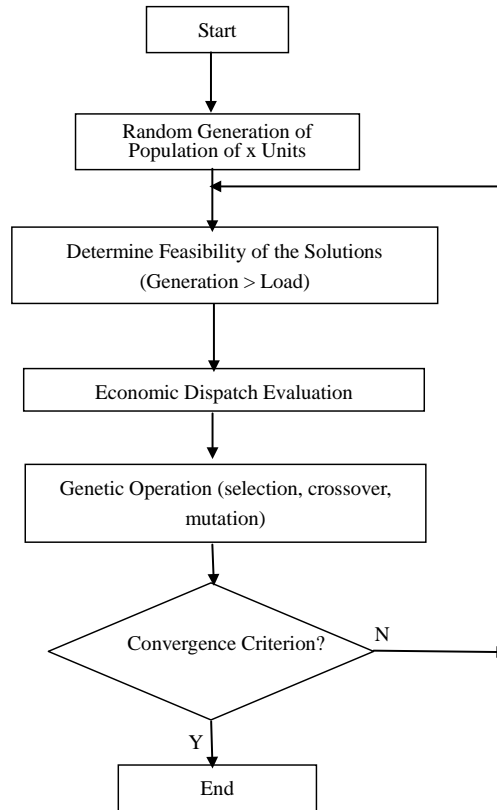 Start
Random Generation of
Population of x Units
Determine Feasibility of the Solutions
(Generation > Load)
Economic Dispatch Evaluation
Genetic Operation (selection, crossover,
mutation)
Convergence Criterion?
N
Y
End